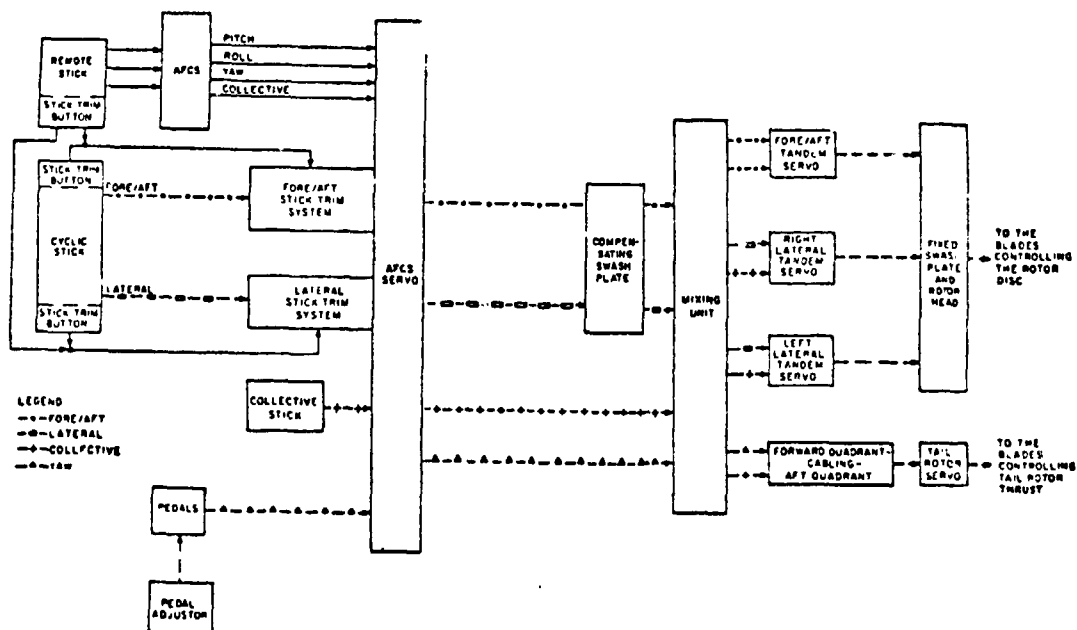 REMOTE
STICK
STICK TRIM
BUTTON
AFCS
PITCH
ROLL
YAW
COLLECTIVE
STICK TRIM
BUTTON
CYCLIC
STICK
STICK TRIM
BUTTON
FORE/AFT
LATERAL
FORE/AFT
STICK TRIM
SYSTEM
LATERAL
STICK TRIM
SYSTEM
COLLECTIVE
STICK
PEDALS
PEDAL
ADJUSTOR
LEGEND
FORE/AFT
LATERAL
COLLECTIVE
YAW
AFCS
SERVO
COMPEN-
SATING
SWASH
PLATE
MIXING
UNIT
FORE/AFT
TANDEM
SERVO
RIGHT
LATERAL
TANDEM
SERVO
LEFT
LATERAL
TANDEM
SERVO
FORWARD QUADRANT-
CABLING-
AFT QUADRANT
TAIL
ROTOR
SERVO
FIXED
SWASH-
PLATE
AND
ROTOR
HEAD
TO THE
BLADES
CONTROLLING
THE ROTOR
DISC
TO THE
BLADES
CONTROLLING
TAIL ROTOR
THRUST